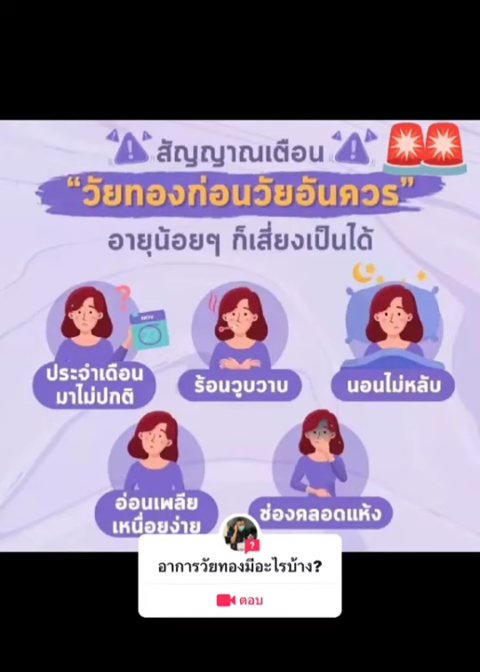 สัญญาณเตือน
“วัยทองก่อนวัยอันควร”
อายุน้อยๆ ก็เสี่ยงเป็นได้
?
NOV
ประจำเดือน
มาไม่ปกติ
ร้อนวูบวาบ
นอนไม่หลับ
อ่อนเพลีย
เหนื่อยง่าย
ช่องคลอดแห้ง
?
อาการวัยทองมีอะไรบ้าง?
ตอบ